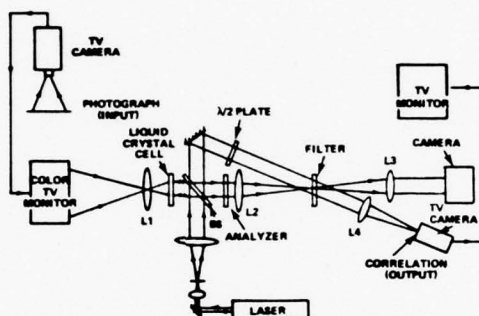 TV
CAMERA
PHOTOGRAPH
(INPUT)
LIQUID
CRYSTAL
CELL
λ/2 PLATE
TV
MONITOR
FILTER
CAMERA
L3
COLOR
TV
MONITOR
L1
BS
L2
ANALYZER
L4
TV
CAMERA
CORRELATION
(OUTPUT)
LASER